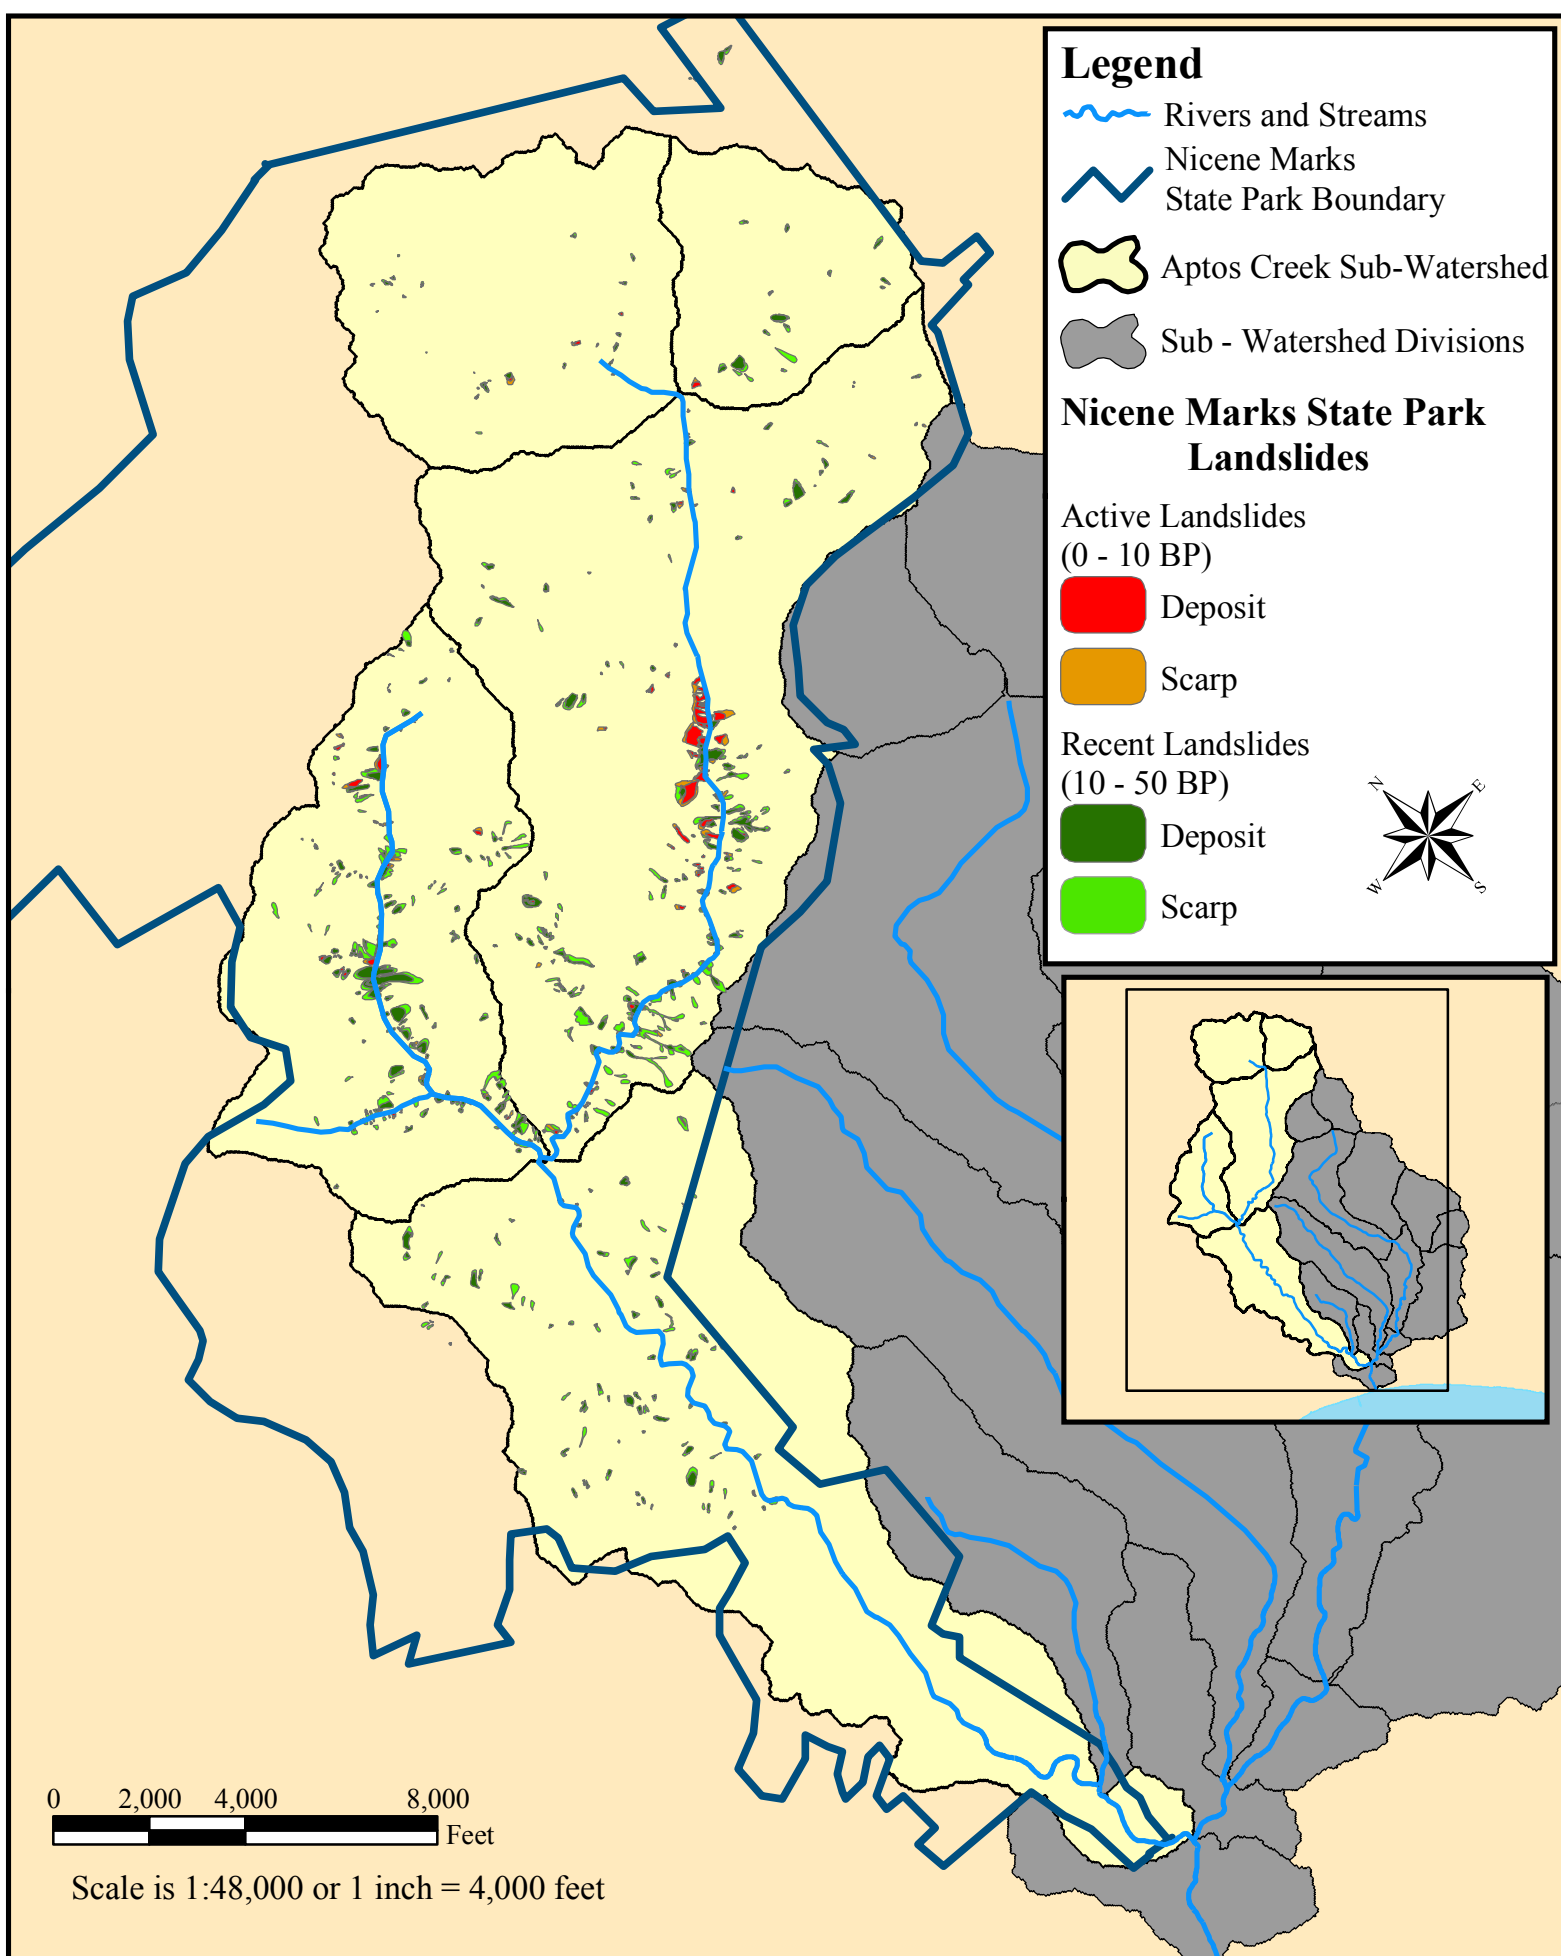 Legend
Rivers and Streams
Nicene Marks
State Park Boundary
Aptos Creek Sub-Watershed
Sub - Watershed Divisions
Nicene Marks State Park
Landslides
Active Landslides
(0 - 10 BP)
Deposit
Scarp
Recent Landslides
(10 - 50 BP)
Deposit
Scarp
N
E
W
S
0 2,000 4,000 8,000
Feet
Scale is 1:48,000 or 1 inch = 4,000 feet